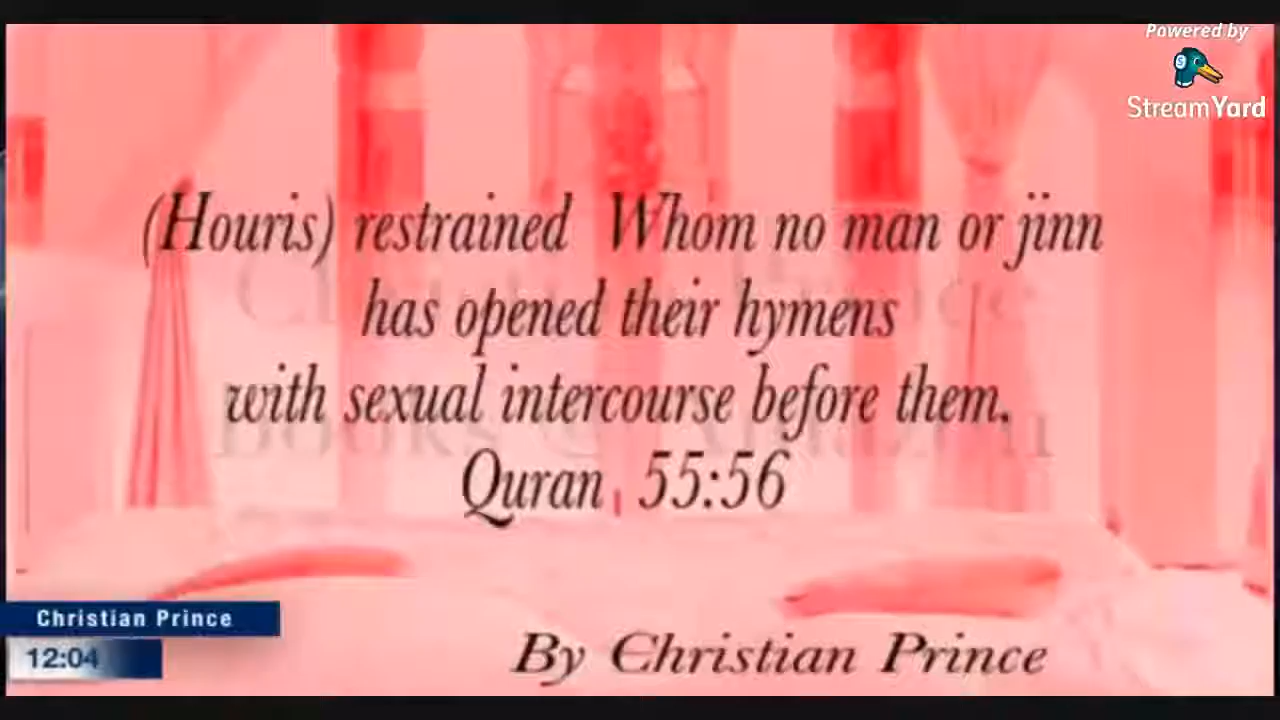 Powered by
StreamYard
(Houris) restrained Whom no man or jinn
has opened their hymens
with sexual intercourse before them.
Quran 55:56
Christian Prince
12:04
By Christian Prince